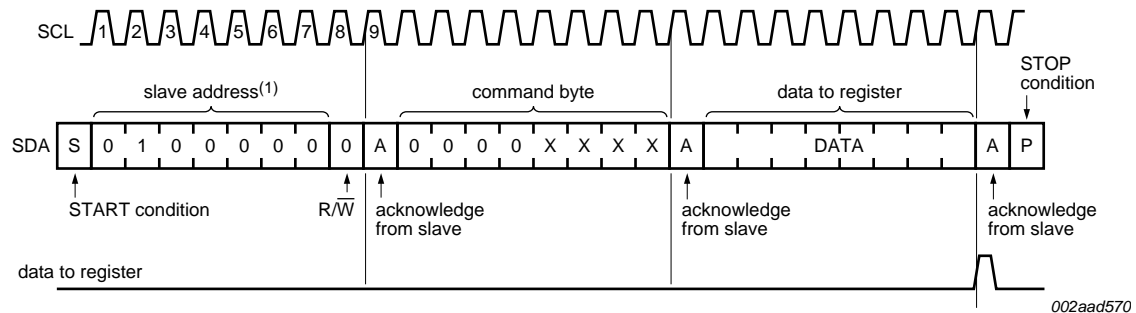 SCL 1 2 3 4 5 6 7 8 9
STOP
condition
slave address(1) command byte data to register
SDA S 0 1 0 0 0 0 0 0 A 0 0 0 0 X X X X A DATA A P
START condition R/W̅ acknowledge
from slave acknowledge
from slave acknowledge
from slave
data to register
002aad570